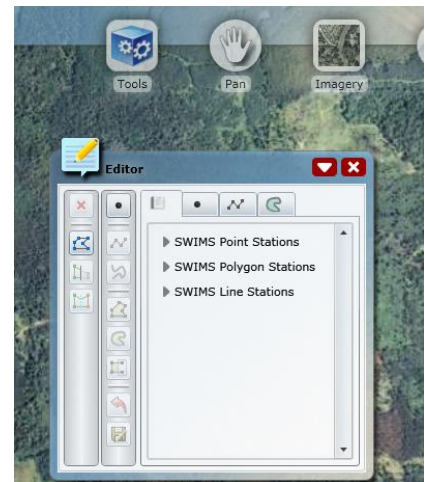 Tools
Pan
Imagery
Editor
SWIMS Point Stations
SWIMS Polygon Stations
SWIMS Line Stations